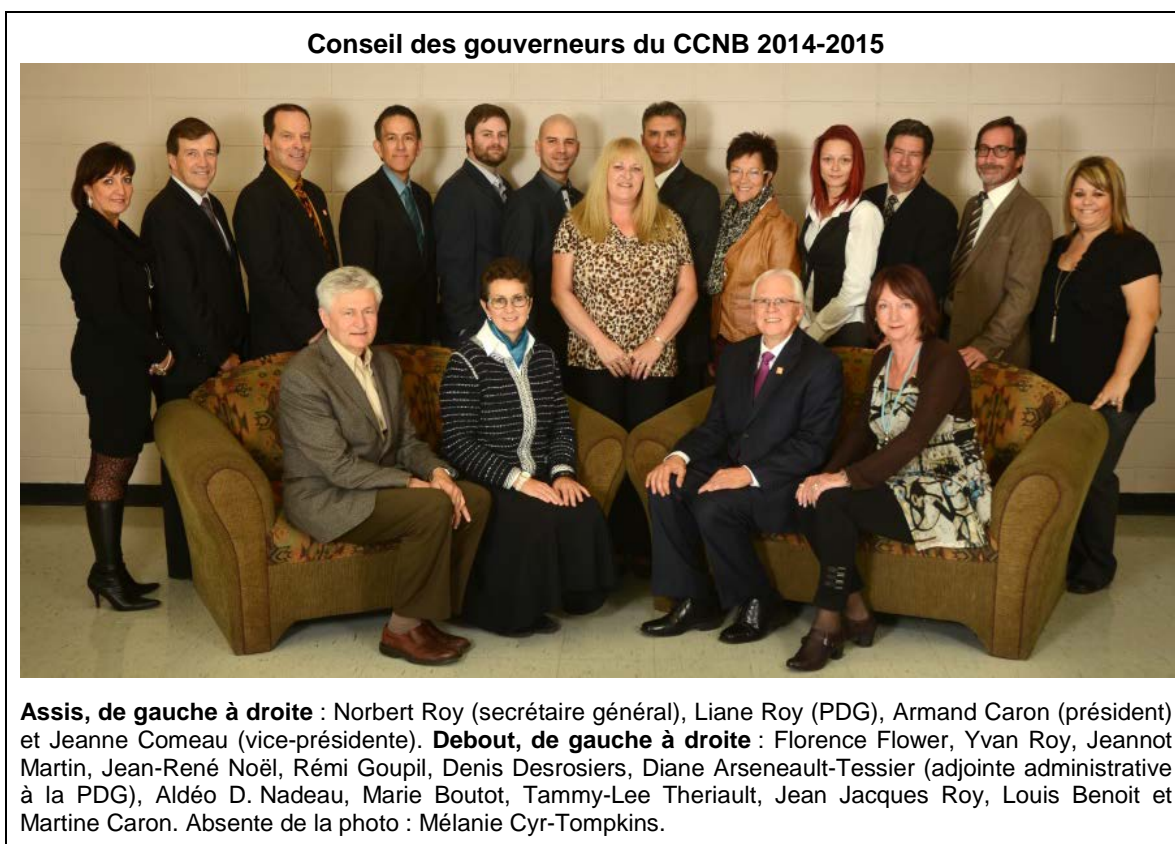 Conseil des gouverneurs du CCNB 2014-2015
Assis, de gauche à droite : Norbert Roy (secrétaire général), Liane Roy (PDG), Armand Caron (président)
et Jeanne Comeau (vice-présidente). Debout, de gauche à droite : Florence Flower, Yvan Roy, Jeannot
Martin, Jean-René Noël, Rémi Goupil, Denis Desrosiers, Diane Arseneault-Tessier (adjointe administrative
à la PDG), Aldéo D. Nadeau, Marie Boutot, Tammy-Lee Theriault, Jean Jacques Roy, Louis Benoit et
Martine Caron. Absente de la photo : Mélanie Cyr-Tompkins.